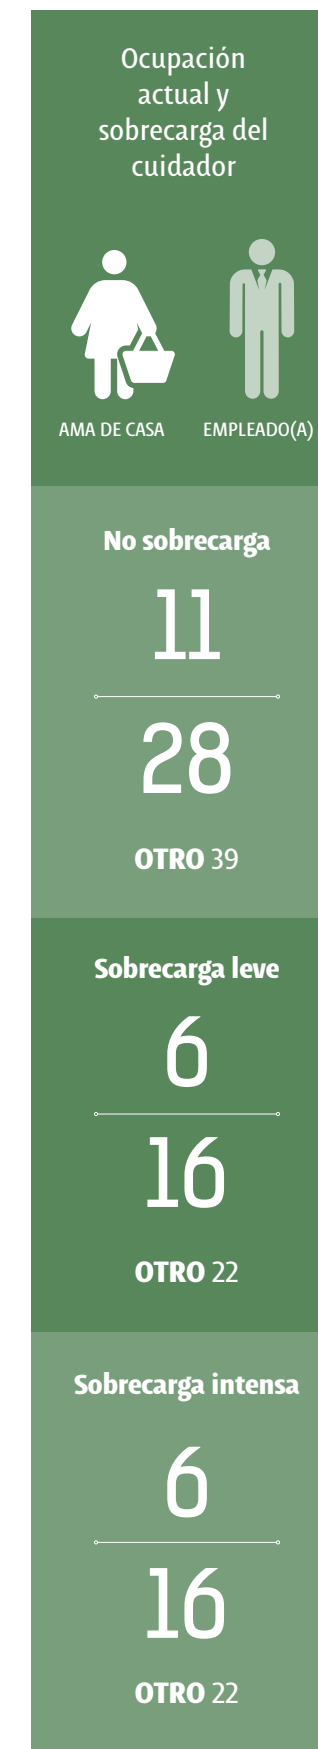 Ocupación
actual y
sobrecarga del
cuidador
AMA DE CASA
EMPLEADO(A)
No sobrecarga
11
28
OTRO 39
Sobrecarga leve
6
16
OTRO 22
Sobrecarga intensa
6
16
OTRO 22